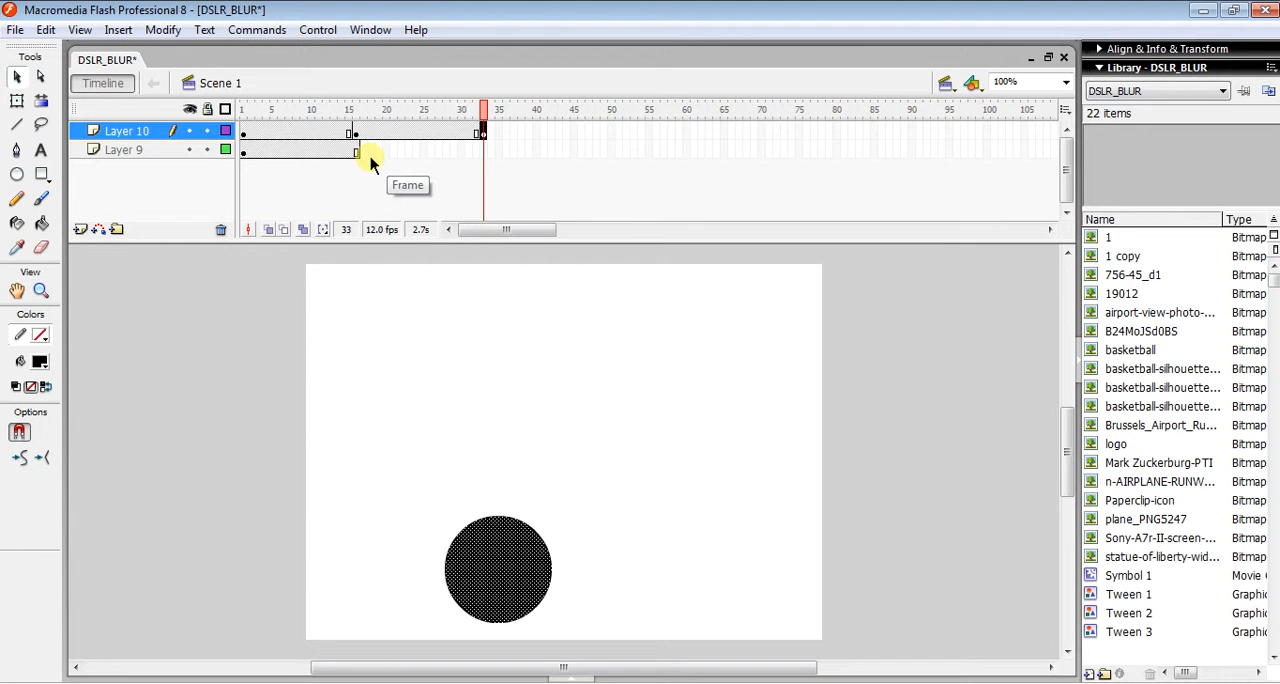 Macromedia Flash Professional 8 - [DSLR_BLUR*]
File Edit View Insert Modify Text Commands Control Window Help
Tools
DSLR_BLUR*
Timeline
Scene 1
100%
1 5 10 15 20 25 30 35 40 45 50 55 60 65 70 75 80 85 90 95 100 105
Layer 10
Layer 9
Frame
33 12.0 fps 2.7s
View
Colors
Options
Align & Info & Transform
Library - DSLR_BLUR
DSLR_BLUR
22 items
Name Type
1 Bitmap
1 copy Bitmap
756-45_d1 Bitmap
19012 Bitmap
airport-view-photo-... Bitmap
B24MoJSd0BS Bitmap
basketball Bitmap
basketball-silhouette... Bitmap
basketball-silhouette... Bitmap
basketball-silhouette... Bitmap
Brussels_Airport_Ru... Bitmap
logo Bitmap
Mark Zuckerburg-PTI Bitmap
n-AIRPLANE-RUNW... Bitmap
Paperclip-icon Bitmap
plane_PNG5247 Bitmap
Sony-A7r-II-screen-... Bitmap
statue-of-liberty-wid... Bitmap
Symbol 1 Movie C
Tween 1 Graphic
Tween 2 Graphic
Tween 3 Graphic